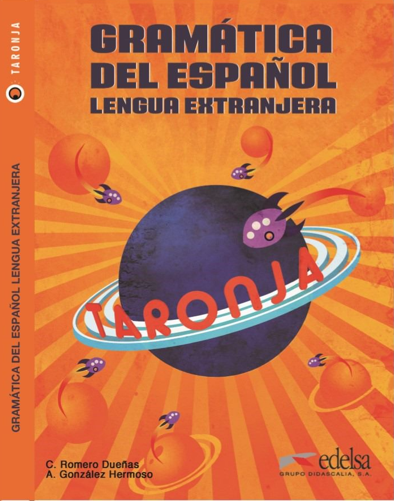 TARONJA
GRAMÁTICA DEL ESPAÑOL LENGUA EXTRANJERA
GRAMÁTICA
DEL ESPAÑOL
LENGUA EXTRANJERA
TARONJA
C. Romero Dueñas
A. González Hermoso
edelsa
GRUPO DIDASCALIA, S.A.